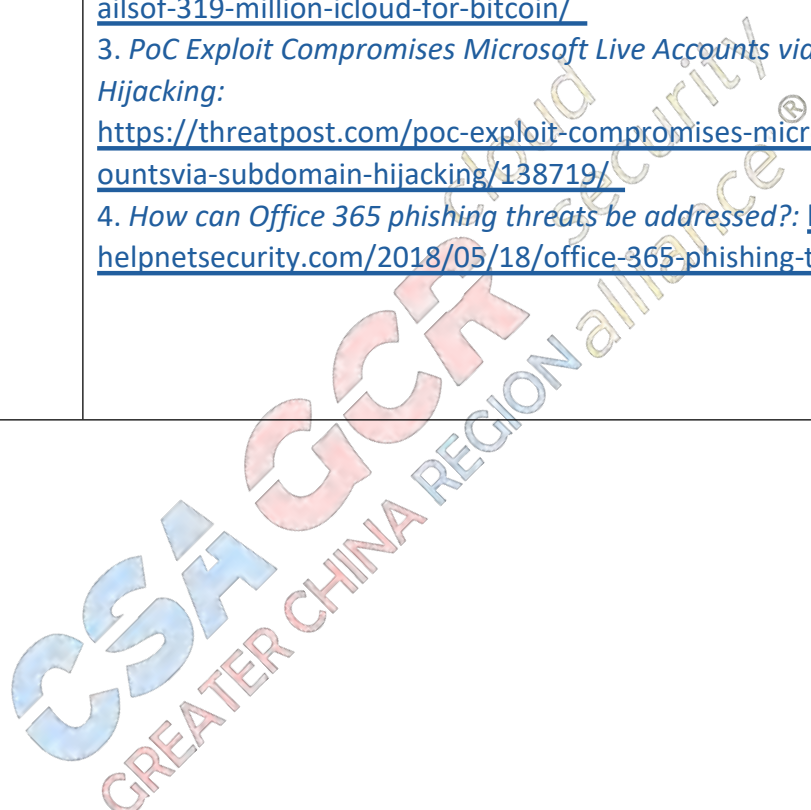 ailsof-319-million-icloud-for-bitcoin/
3. PoC Exploit Compromises Microsoft Live Accounts via
Hijacking:
https://threatpost.com/poc-exploit-compromises-micr
ountsvia-subdomain-hijacking/138719/
4. How can Office 365 phishing threats be addressed?:
helpnetsecurity.com/2018/05/18/office-365-phishing-t
cloud
security
alliance®
CSA GCR
GREATER CHINA REGION